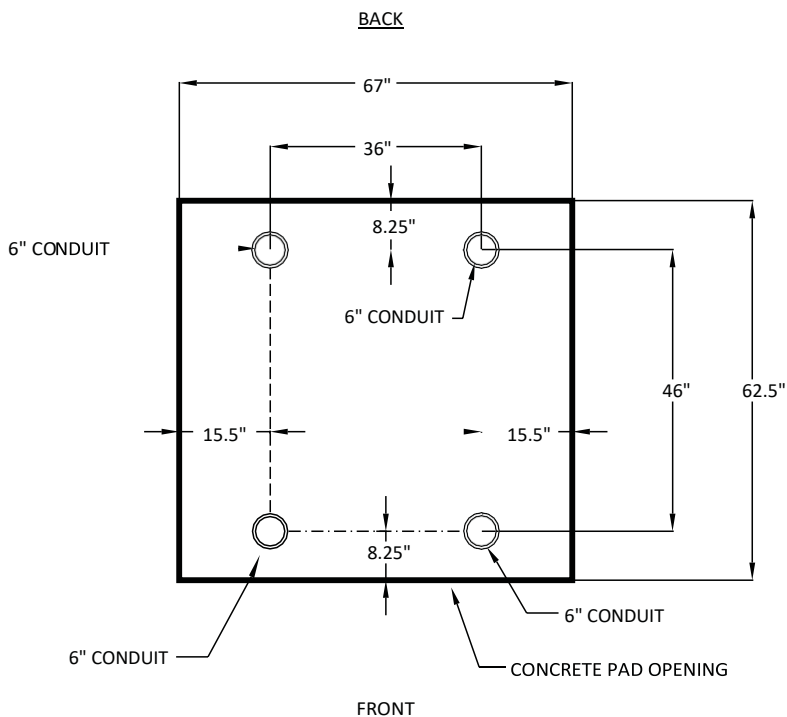 BACK
67"
36"
8.25"
6" CONDUIT
6" CONDUIT
46"
62.5"
15.5"
15.5"
8.25"
6" CONDUIT
6" CONDUIT
CONCRETE PAD OPENING
FRONT